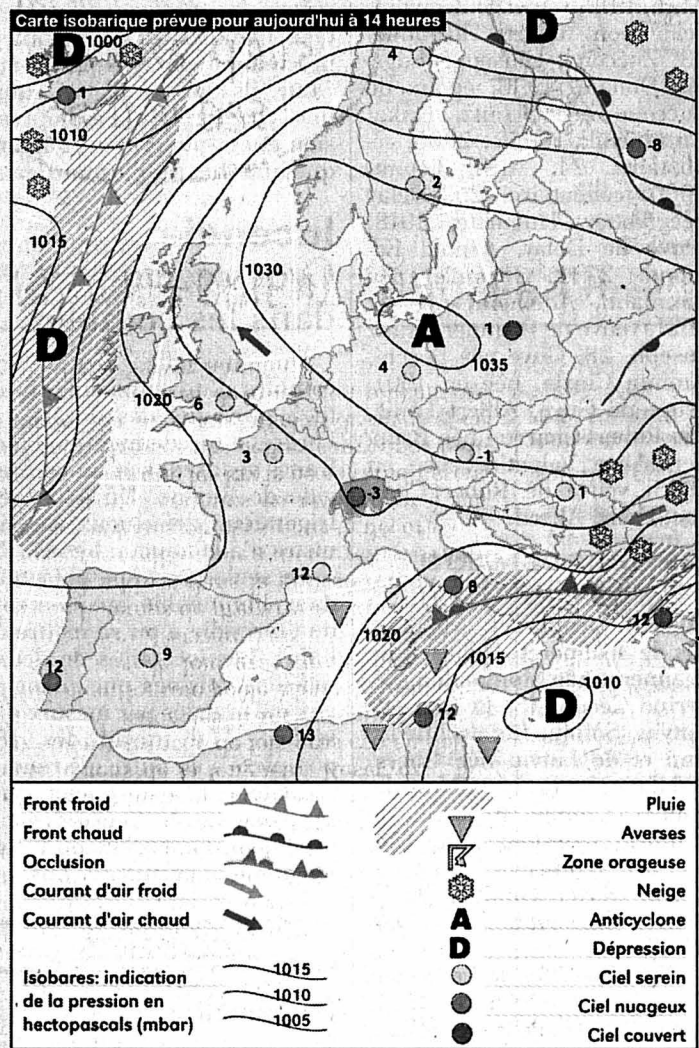 Carte isobarique prévue pour aujourd'hui à 14 heures
1000
D
D
4
1
1010
-8
2
1015
1030
A
1
D
1035
4
1020
6
3
-1
-3
1
12
8
1020
12
1015
9
12
1010
D
12
13
Front froid
Front chaud
Occlusion
Courant d'air froid
Courant d'air chaud
Isobares: indication
de la pression en
hectopascals (mbar)
1015
1010
1005
Pluie
Averses
Zone orageuse
Neige
A Anticyclone
D Dépression
Ciel serein
Ciel nuageux
Ciel couvert